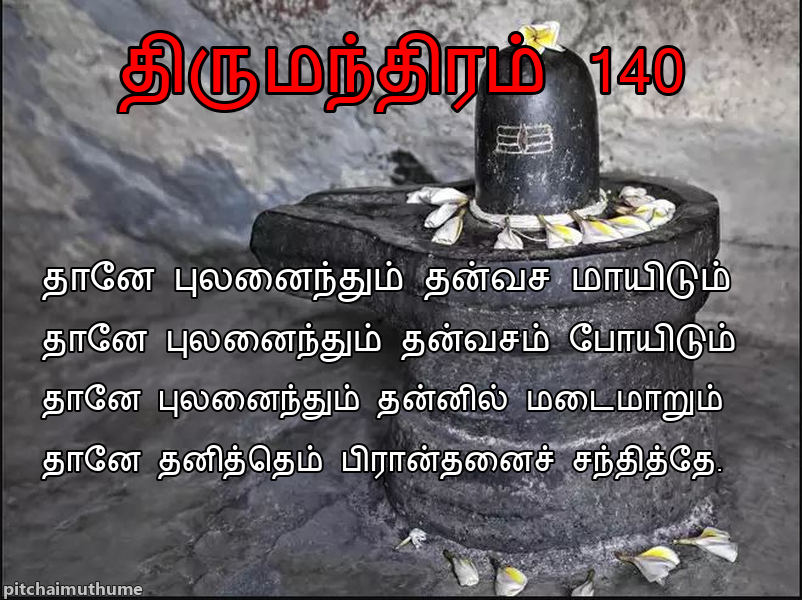 திருமந்திரம் 140
தானே புலனைந்தும் தன்வச மாயிடும்
தானே புலனைந்தும் தன்வசம் போயிடும்
தானே புலனைந்தும் தன்னில் மடைமாறும்
தானே தனித்தெம் பிரான்தனைச் சந்தித்தே.
pitchaimuthume